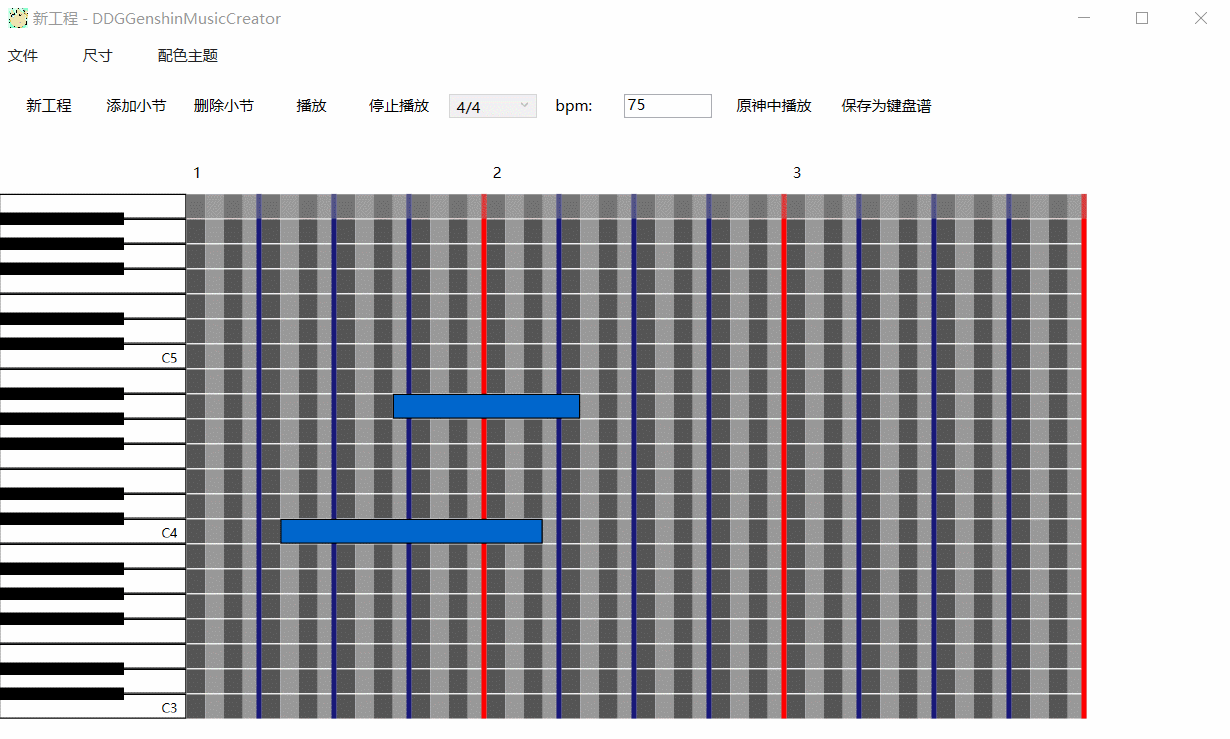 新工程 - DDGGenshinMusicCreator
文件 尺寸 配色主题
新工程 添加小节 删除小节 播放 停止播放 4/4 bpm: 75 原神中播放 保存为键盘谱
1 2 3
C5
C4
C3